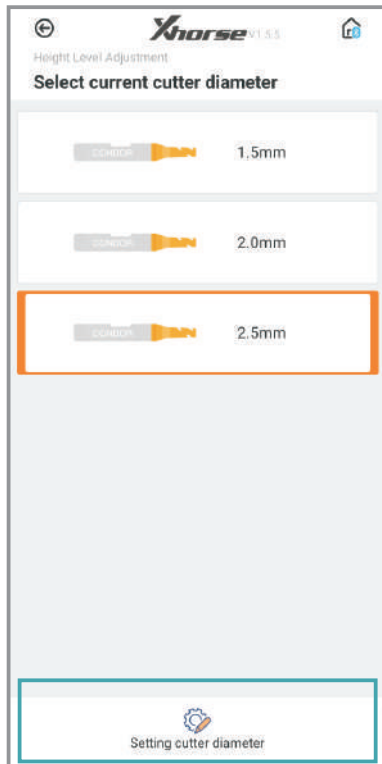 Xhorse V1.5.5
Height Level Adjustment
Select current cutter diameter
CONDOR 1.5mm
CONDOR 2.0mm
CONDOR 2.5mm
Setting cutter diameter